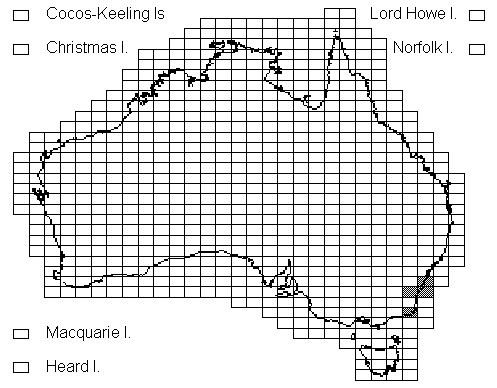 Cocos-Keeling Is
Lord Howe I.
Christmas I.
Norfolk I.
Macquarie I.
Heard I.